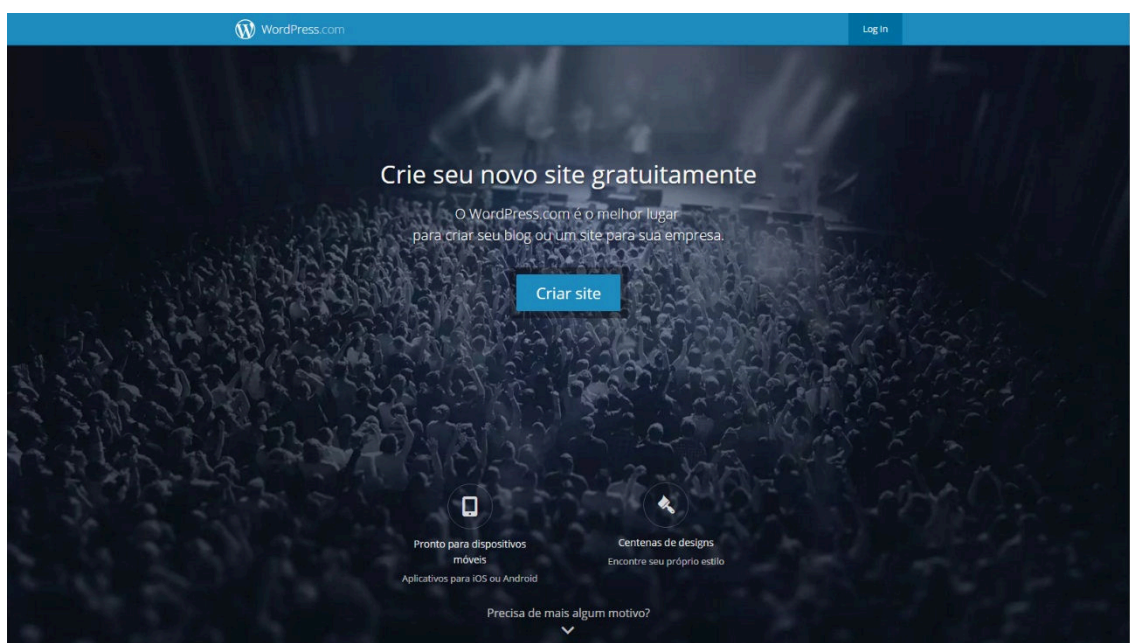 WordPress.com
Log In
Crie seu novo site gratuitamente
O WordPress.com é o melhor lugar
para criar seu blog ou um site para sua empresa.
Criar site
Pronto para dispositivos
móveis
Aplicativos para iOS ou Android
Centenas de designs
Encontre seu próprio estilo
Precisa de mais algum motivo?